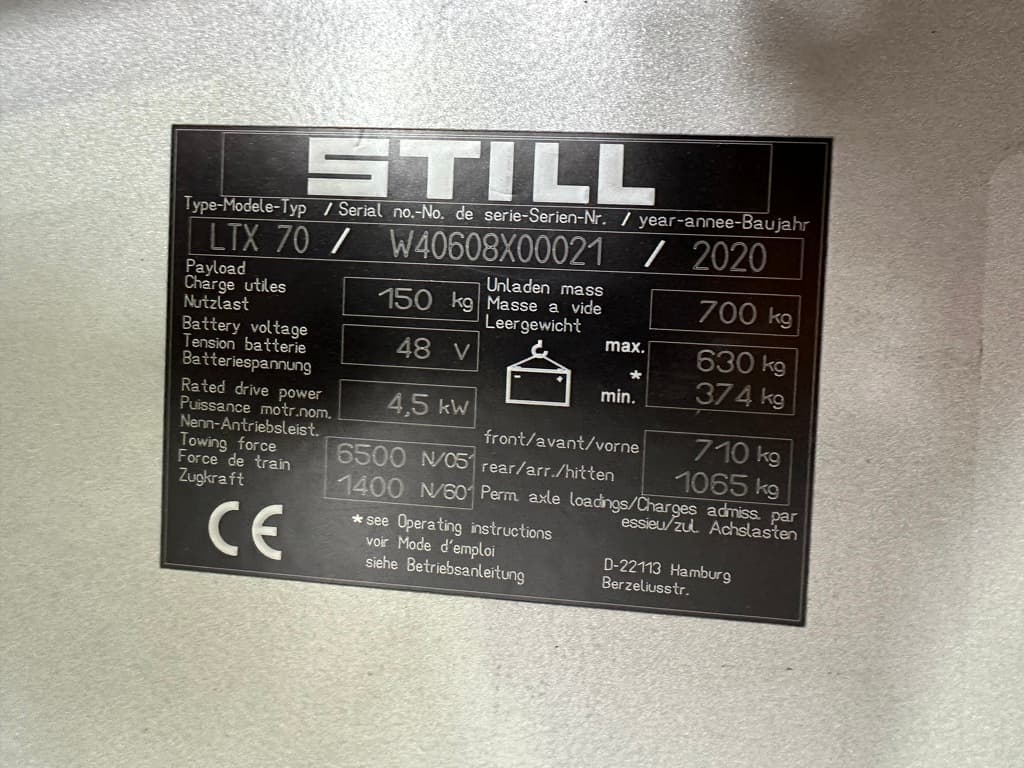 STILL
Type-Modele-Typ / Serial no.-No. de serie-Serien-Nr. / year-annee-Baujahr
LTX 70 / W40608X00021 / 2020
Payload
Charge utiles
Nutzlast
150 kg
Unladen mass
Masse a vide
Leergewicht
700 kg
Battery voltage
Tension batterie
Batteriespannung
48 V
- +
max. 630 kg
*
min. 374 kg
Rated drive power
Puissance motr.nom.
Nenn-Antriebsleist.
4,5 kW
Towing force
Force de train
Zugkraft
6500 N/05'
1400 N/60'
front/avant/vorne 710 kg
rear/arr./hitten 1065 kg
Perm. axle loadings/Charges admiss. par
essieu/zul. Achslasten
CE
*see Operating instructions
voir Mode d'emploi
siehe Betriebsanleitung
D-22113 Hamburg
Berzeliusstr.